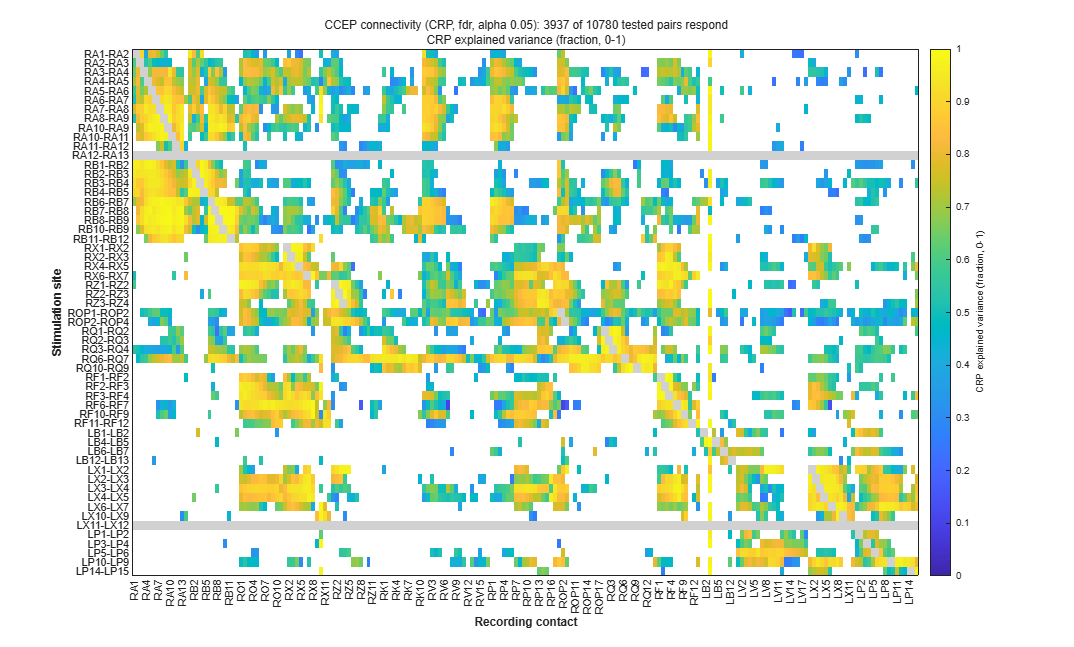 CCEP connectivity (CRP, fdr, alpha 0.05): 3937 of 10780 tested pairs respond
CRP explained variance (fraction, 0-1)
Stimulation site
RA1-RA2
RA2-RA3
RA3-RA4
RA4-RA5
RA5-RA6
RA6-RA7
RA7-RA8
RA8-RA9
RA10-RA9
RA10-RA11
RA11-RA12
RA12-RA13
RB1-RB2
RB2-RB3
RB3-RB4
RB4-RB5
RB6-RB7
RB7-RB8
RB8-RB9
RB10-RB9
RB11-RB12
RX1-RX2
RX2-RX3
RX4-RX5
RX6-RX7
RZ1-RZ2
RZ2-RZ3
RZ3-RZ4
ROP1-ROP2
ROP2-ROP4
RQ1-RQ2
RQ2-RQ3
RQ3-RQ4
RQ6-RQ7
RQ10-RQ9
RF1-RF2
RF2-RF3
RF3-RF4
RF6-RF7
RF10-RF9
RF11-RF12
LB1-LB2
LB4-LB5
LB6-LB7
LB12-LB13
LX1-LX2
LX2-LX3
LX3-LX4
LX4-LX5
LX6-LX7
LX10-LX9
LX11-LX12
LP1-LP2
LP3-LP4
LP5-LP6
LP10-LP9
LP14-LP15
RA1 RA4 RA7 RA10 RA13 RB2 RB5 RB8 RB11 RO1 RO4 RO7 RO10 RX2 RX5 RX8 RX11 RZ2 RZ5 RZ8 RZ11 RK1 RK4 RK7 RK10 RV3 RV6 RV9 RV12 RV15 RP1 RP4 RP7 RP10 RP13 RP16 ROP2 ROP11 ROP14 ROP17 RQ3 RQ6 RQ9 RQ12 RF1 RF4 RF9 RF12 LB2 LB5 LB12 LV2 LV5 LV8 LV11 LV14 LV17 LX2 LX5 LX8 LX11 LP2 LP5 LP8 LP11 LP14
Recording contact
1
0.9
0.8
0.7
0.6
0.5
0.4
0.3
0.2
0.1
0
CRP explained variance (fraction, 0-1)